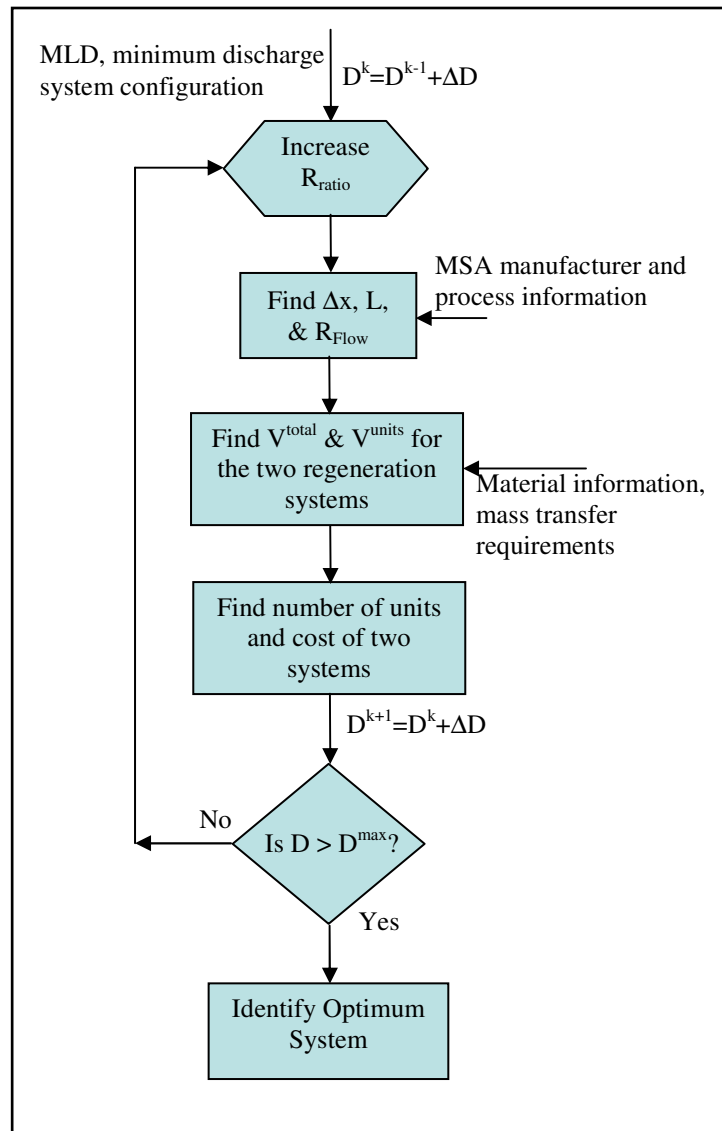 MLD, minimum discharge
system configuration
D^k=D^{k-1}+ΔD
Increase
R_ratio
MSA manufacturer and
process information
Find Δx, L,
& R_Flow
Find V^total & V^units for
the two regeneration
systems
Material information,
mass transfer
requirements
Find number of units
and cost of two
systems
D^{k+1}=D^k+ΔD
No
Is D > D^max?
Yes
Identify Optimum
System